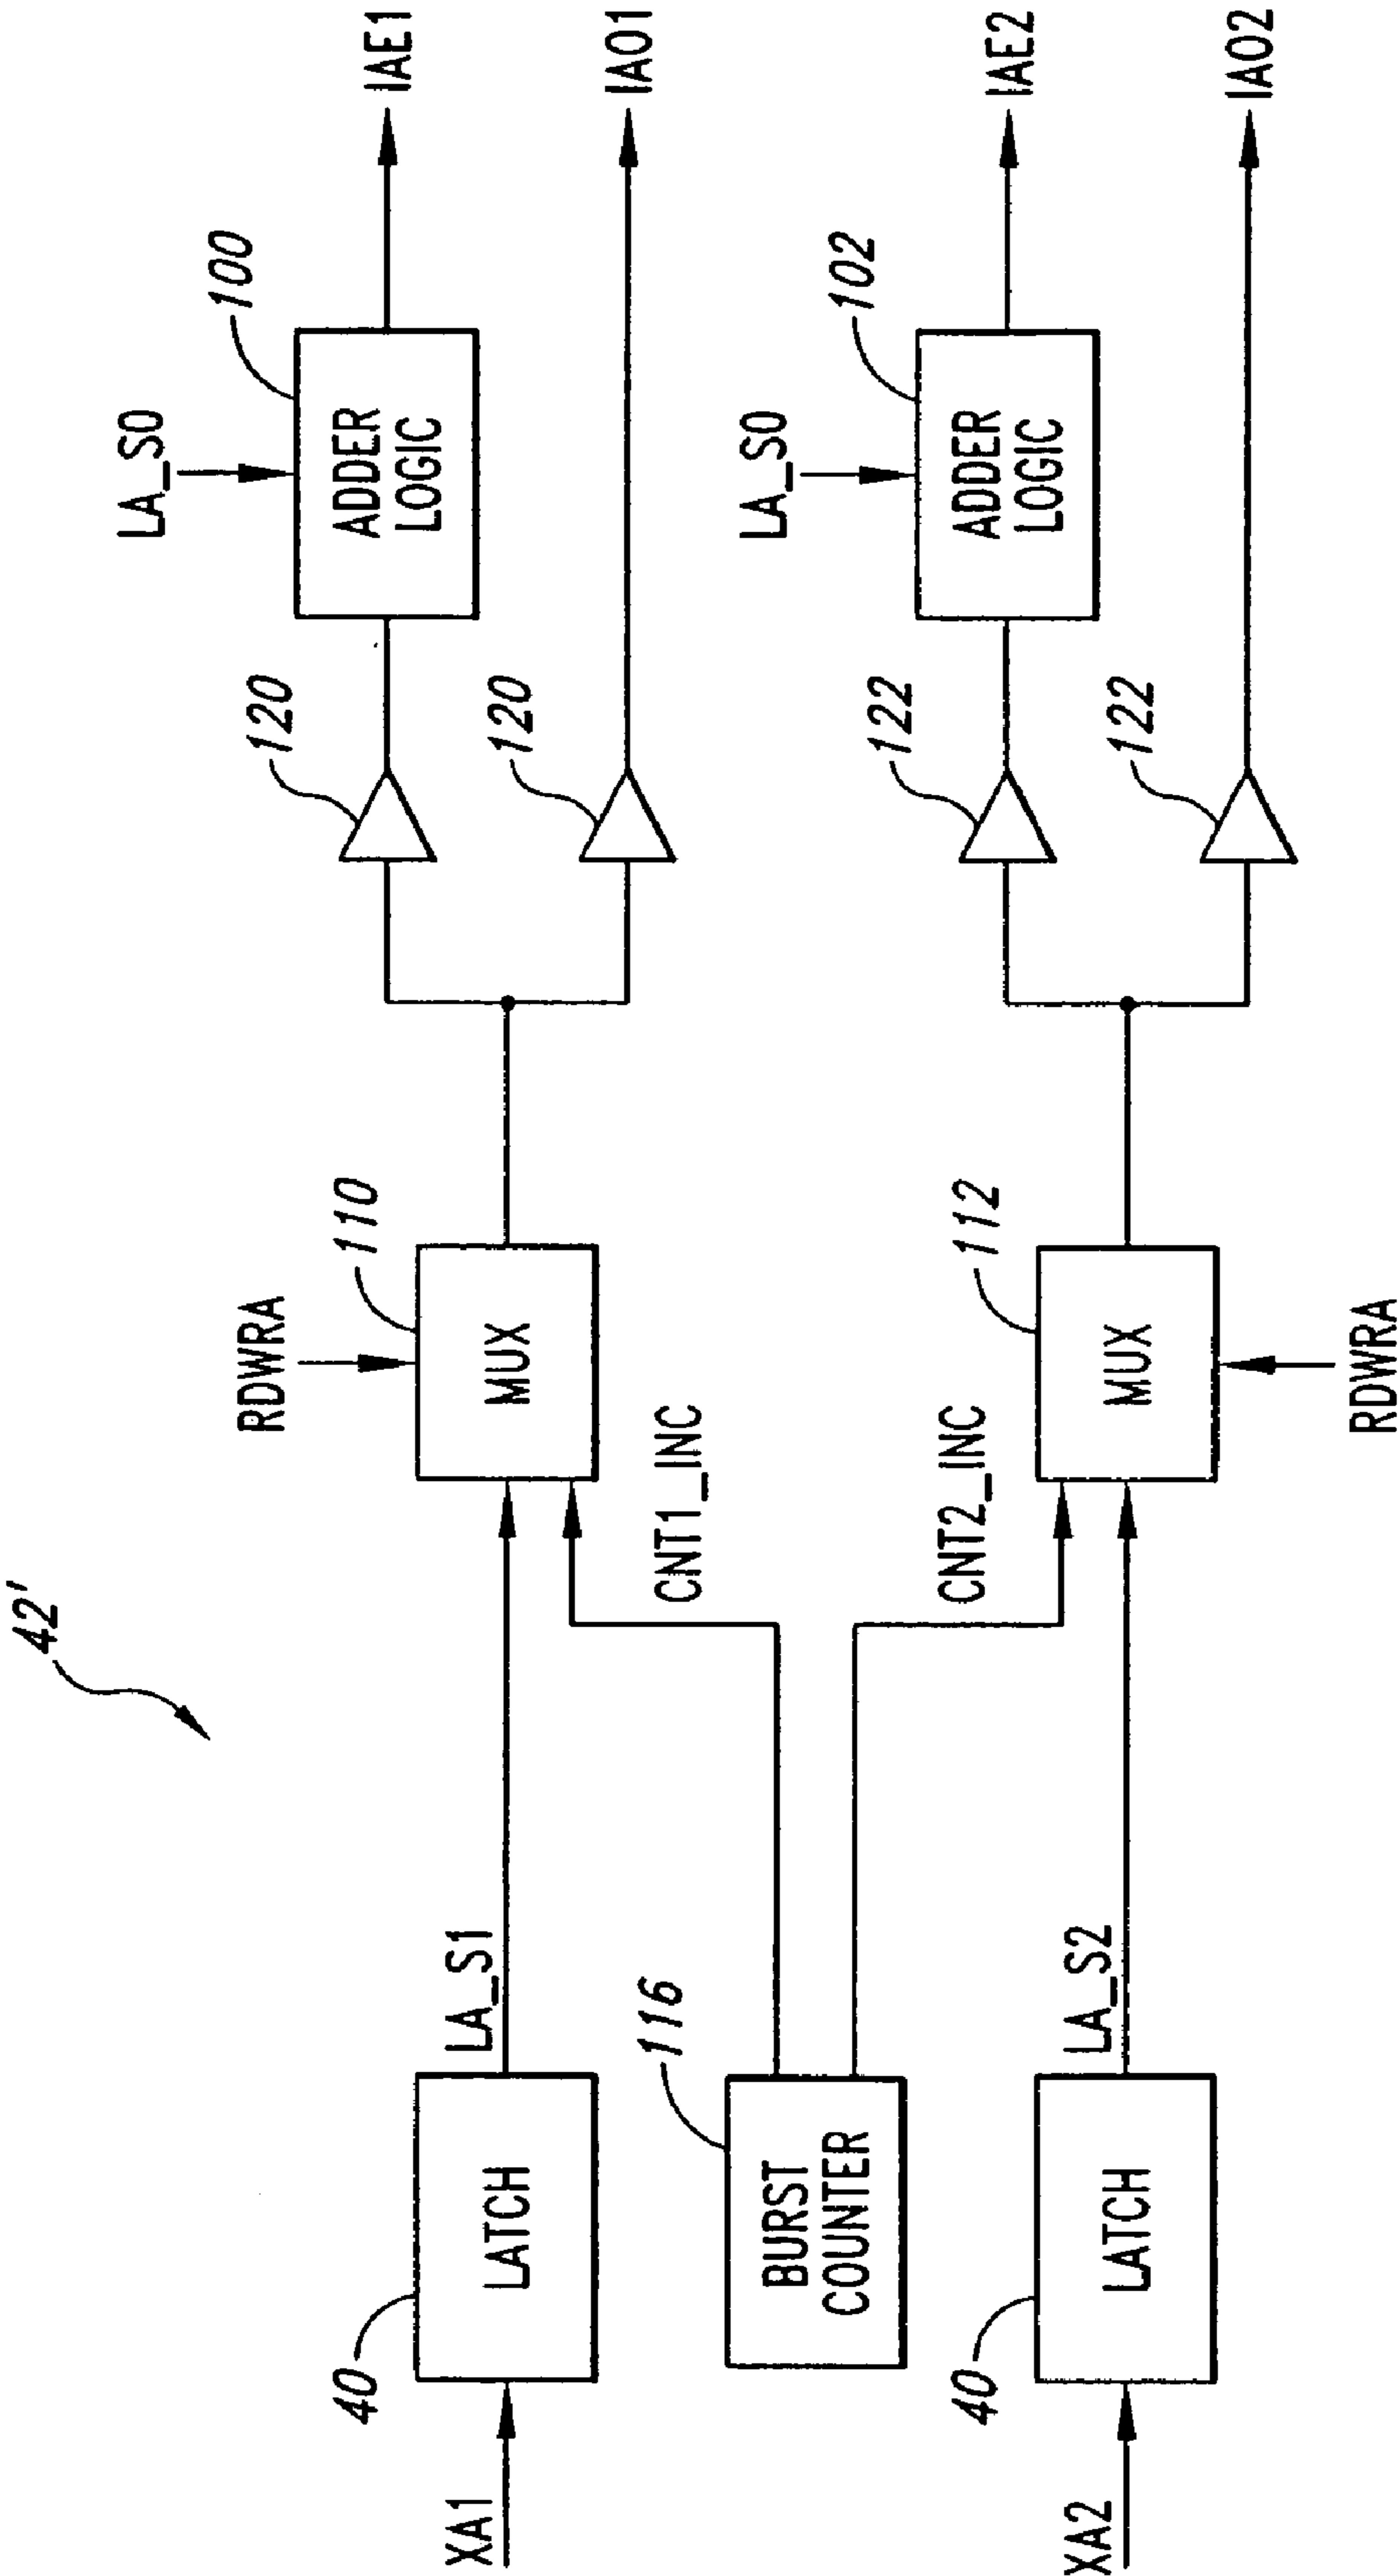 42'
XA1
40
LATCH
LA_S1
RDWRA
110
MUX
CNT1_INC
120
120
LA_S0
100
ADDER
LOGIC
IAE1
IAO1
116
BURST
COUNTER
XA2
40
LATCH
LA_S2
CNT2_INC
112
MUX
RDWRA
122
122
LA_S0
102
ADDER
LOGIC
IAE2
IAO2